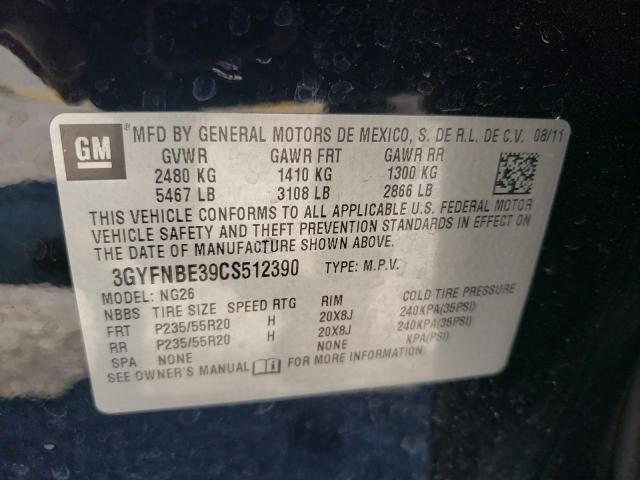 GM ® MFD BY GENERAL MOTORS DE MEXICO, S. DE R.L. DE C.V. 08/11
GVWR GAWR FRT GAWR RR
2480 KG 1410 KG 1300 KG
5467 LB 3108 LB 2866 LB
THIS VEHICLE CONFORMS TO ALL APPLICABLE U.S. FEDERAL MOTOR
VEHICLE SAFETY AND THEFT PREVENTION STANDARDS IN EFFECT ON
THE DATE OF MANUFACTURE SHOWN ABOVE.
3GYFNBE39CS512390 TYPE: M.P.V.
MODEL: NG26
NBBS TIRE SIZE SPEED RTG RIM COLD TIRE PRESSURE
FRT P235/55R20 H 20X8J 240KPA(35PSI)
RR P235/55R20 H 20X8J 240KPA(35PSI)
SPA NONE NONE KPA(PSI)
SEE OWNER'S MANUAL FOR MORE INFORMATION.